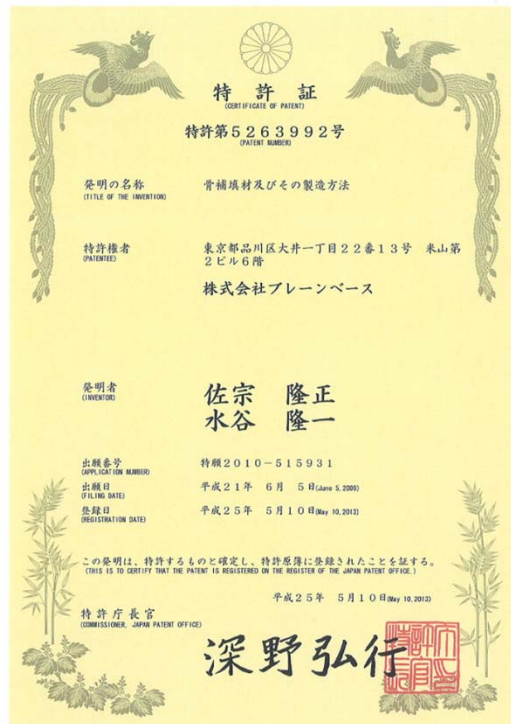 特許証
(CERTIFICATE OF PATENT)
特許第5263992号
(PATENT NUMBER)
発明の名称 骨補填材及びその製造方法
(TITLE OF THE INVENTION)
特許権者 東京都品川区大井一丁目22番13号 米山第
(PATENTEE) 2ビル6階
株式会社ブレーンベース
発明者 佐宗 隆正
(INVENTOR) 水谷 隆一
出願番号 特願2010-515931
(APPLICATION NUMBER)
出願日 平成21年 6月 5日(June 5,2009)
(FILING DATE)
登録日 平成25年 5月10日(May 10,2013)
(REGISTRATION DATE)
この発明は、特許するものと確定し、特許原簿に登録されたことを証する。
(THIS IS TO CERTIFY THAT THE PATENT IS REGISTERED ON THE REGISTER OF THE JAPAN PATENT OFFICE.)
平成25年 5月10日(May 10,2013)
特許庁長官
(COMMISSIONER, JAPAN PATENT OFFICE)
深野弘行